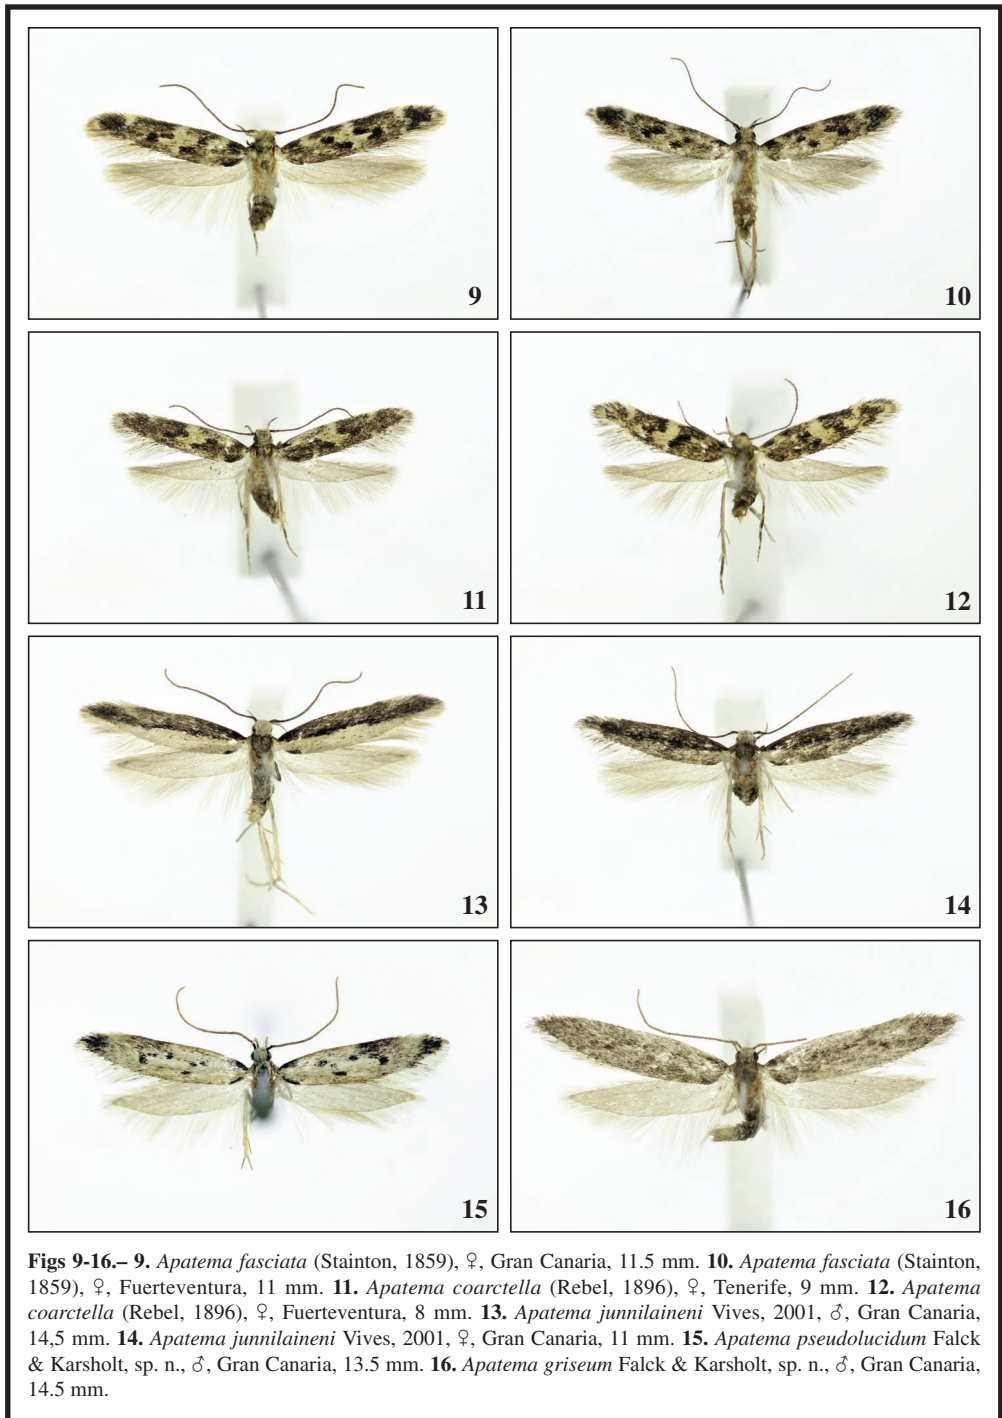 9
10
11
12
13
14
15
16
Figs 9-16.– 9. Apatema fasciata (Stainton, 1859), ♀, Gran Canaria, 11.5 mm. 10. Apatema fasciata (Stainton,
1859), ♀, Fuerteventura, 11 mm. 11. Apatema coarctella (Rebel, 1896), ♀, Tenerife, 9 mm. 12. Apatema
coarctella (Rebel, 1896), ♀, Fuerteventura, 8 mm. 13. Apatema junnilaineni Vives, 2001, ♂, Gran Canaria,
14,5 mm. 14. Apatema junnilaineni Vives, 2001, ♀, Gran Canaria, 11 mm. 15. Apatema pseudolucidum Falck
& Karsholt, sp. n., ♂, Gran Canaria, 13.5 mm. 16. Apatema griseum Falck & Karsholt, sp. n., ♂, Gran Canaria,
14.5 mm.